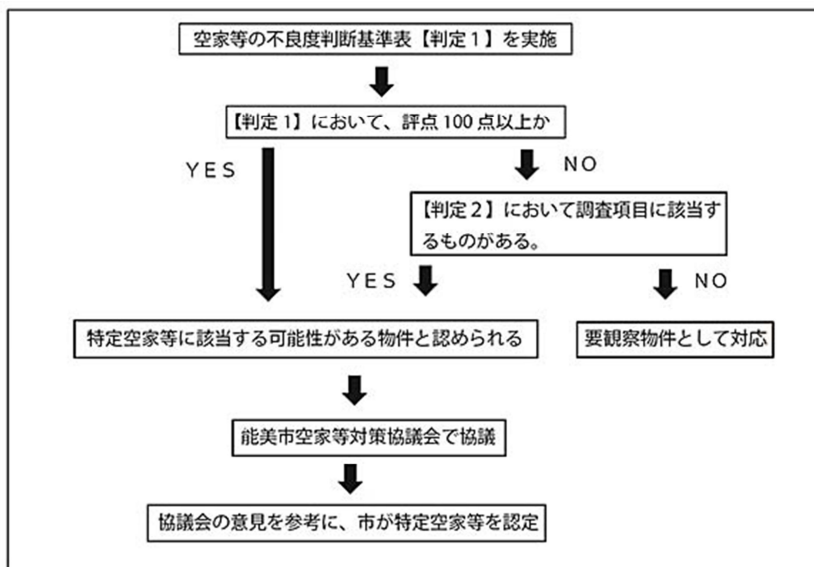 空家等の不良度判断基準表【判定1】を実施
【判定1】において、評点100点以上か
YES
NO
【判定2】において調査項目に該当す
るものがある。
YES
NO
特定空家等に該当する可能性がある物件と認められる
要観察物件として対応
能美市空家等対策協議会で協議
協議会の意見を参考に、市が特定空家等を認定